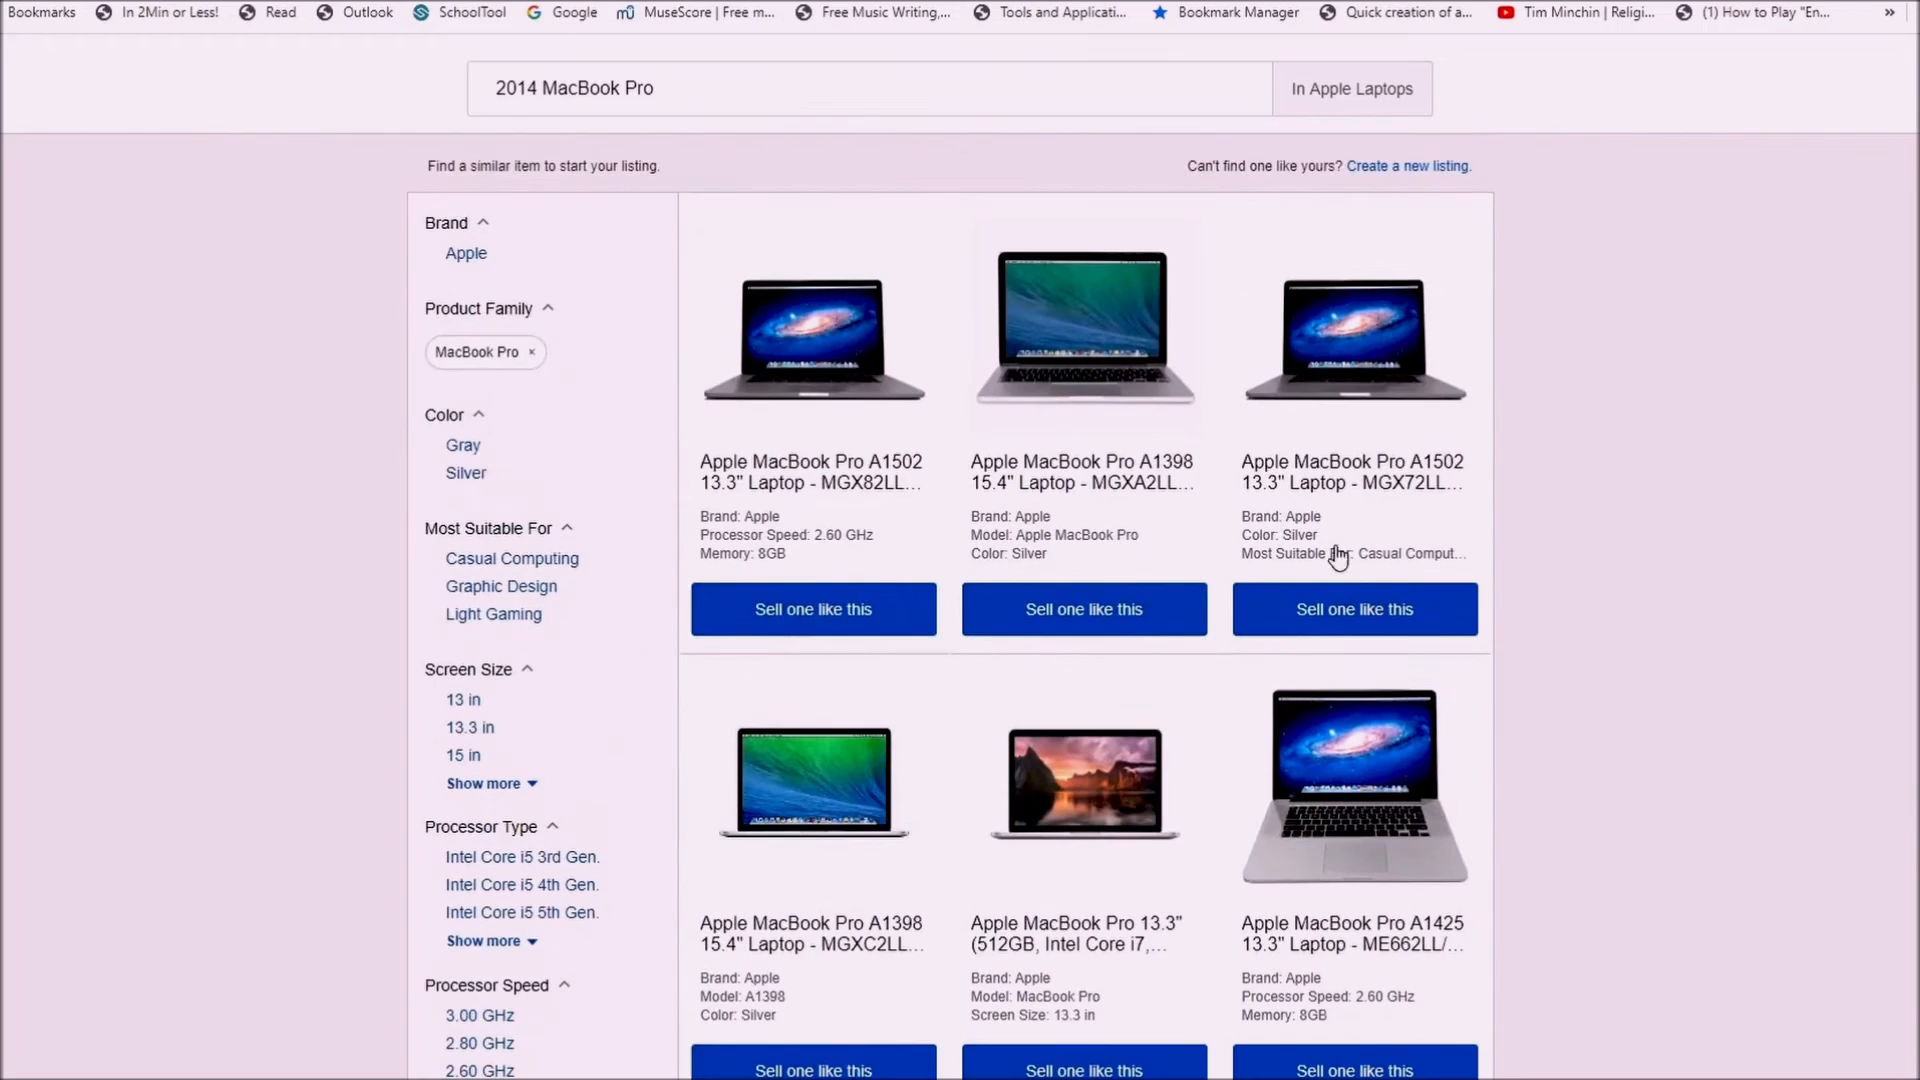 Bookmarks
In 2Min or Less!
Read
Outlook
SchoolTool
Google
MuseScore | Free m...
Free Music Writing,...
Tools and Applicati...
Bookmark Manager
Quick creation of a...
Tim Minchin | Religi...
(1) How to Play "En...
»
2014 MacBook Pro
In Apple Laptops
Find a similar item to start your listing.
Can't find one like yours? Create a new listing.
Brand
Apple
Product Family
MacBook Pro ×
Color
Gray
Silver
Most Suitable For
Casual Computing
Graphic Design
Light Gaming
Screen Size
13 in
13.3 in
15 in
Show more
Processor Type
Intel Core i5 3rd Gen.
Intel Core i5 4th Gen.
Intel Core i5 5th Gen.
Show more
Processor Speed
3.00 GHz
2.80 GHz
2.60 GHz
Apple MacBook Pro A1502
13.3" Laptop - MGX82LL...
Brand: Apple
Processor Speed: 2.60 GHz
Memory: 8GB
Sell one like this
Apple MacBook Pro A1398
15.4" Laptop - MGXA2LL...
Brand: Apple
Model: Apple MacBook Pro
Color: Silver
Sell one like this
Apple MacBook Pro A1502
13.3" Laptop - MGX72LL...
Brand: Apple
Color: Silver
Most Suitable : Casual Comput...
Sell one like this
Apple MacBook Pro A1398
15.4" Laptop - MGXC2LL...
Brand: Apple
Model: A1398
Color: Silver
Sell one like this
Apple MacBook Pro 13.3"
(512GB, Intel Core i7,...
Brand: Apple
Model: MacBook Pro
Screen Size: 13.3 in
Sell one like this
Apple MacBook Pro A1425
13.3" Laptop - ME662LL/...
Brand: Apple
Processor Speed: 2.60 GHz
Memory: 8GB
Sell one like this